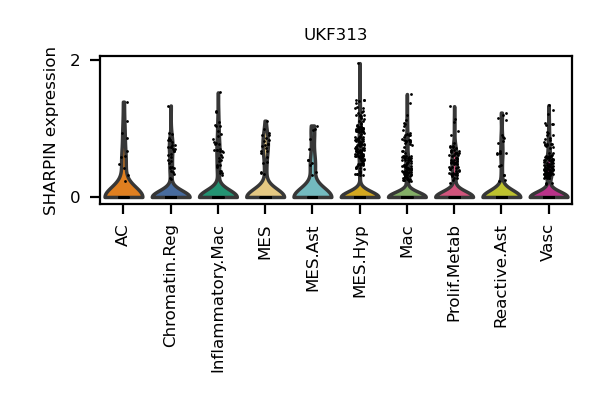 UKF313
SHARPIN expression
2
0
AC
Chromatin.Reg
Inflammatory.Mac
MES
MES.Ast
MES.Hyp
Mac
Prolif.Metab
Reactive.Ast
Vasc